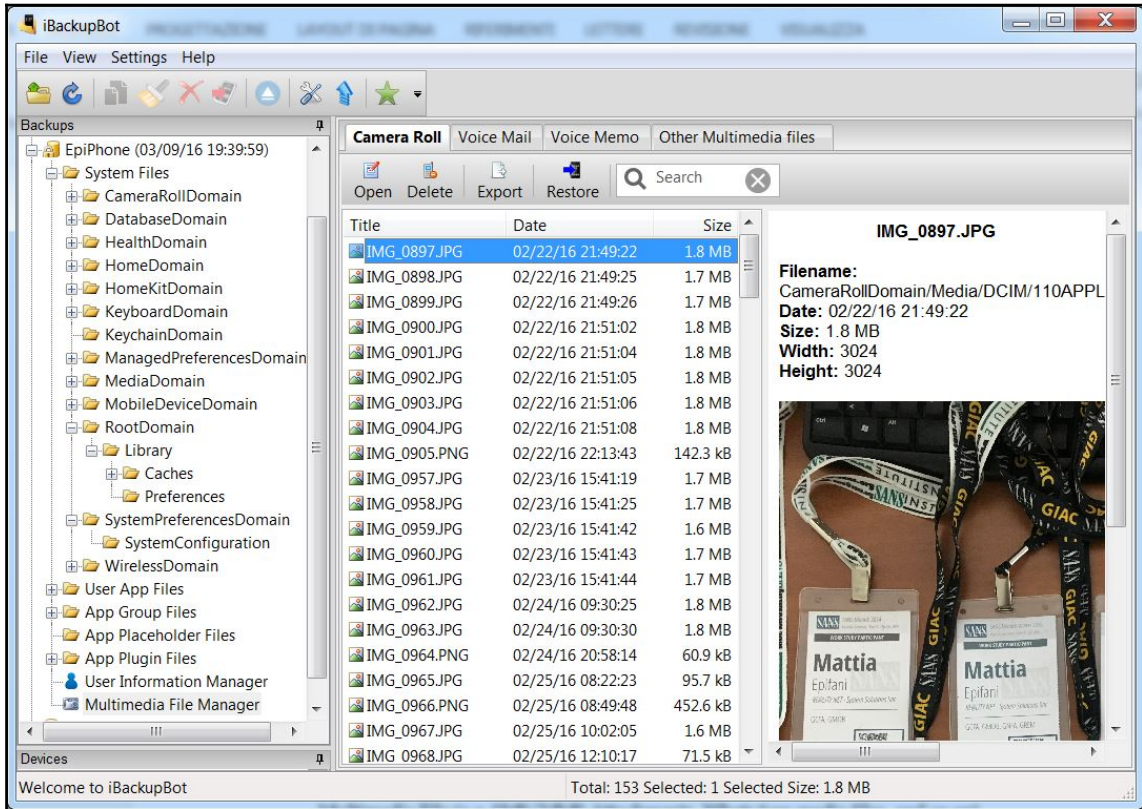 iBackupBot
PROGETTAZIONE LAYOUT DI PAGINA RIFERIMENTI LETTERE REVISIONE VISUALIZZA
File View Settings Help
Backups
EpiPhone (03/09/16 19:39:59)
System Files
CameraRollDomain
DatabaseDomain
HealthDomain
HomeDomain
HomeKitDomain
KeyboardDomain
KeychainDomain
ManagedPreferencesDomain
MediaDomain
MobileDeviceDomain
RootDomain
Library
Caches
Preferences
SystemPreferencesDomain
SystemConfiguration
WirelessDomain
User App Files
App Group Files
App Placeholder Files
App Plugin Files
User Information Manager
Multimedia File Manager
Devices
Camera Roll Voice Mail Voice Memo Other Multimedia files
Open Delete Export Restore Search
Title Date Size
IMG_0897.JPG 02/22/16 21:49:22 1.8 MB
IMG_0898.JPG 02/22/16 21:49:25 1.7 MB
IMG_0899.JPG 02/22/16 21:49:26 1.7 MB
IMG_0900.JPG 02/22/16 21:51:02 1.8 MB
IMG_0901.JPG 02/22/16 21:51:04 1.8 MB
IMG_0902.JPG 02/22/16 21:51:05 1.8 MB
IMG_0903.JPG 02/22/16 21:51:06 1.8 MB
IMG_0904.JPG 02/22/16 21:51:08 1.8 MB
IMG_0905.PNG 02/22/16 22:13:43 142.3 kB
IMG_0957.JPG 02/23/16 15:41:19 1.7 MB
IMG_0958.JPG 02/23/16 15:41:25 1.7 MB
IMG_0959.JPG 02/23/16 15:41:42 1.6 MB
IMG_0960.JPG 02/23/16 15:41:43 1.7 MB
IMG_0961.JPG 02/23/16 15:41:44 1.7 MB
IMG_0962.JPG 02/24/16 09:30:25 1.8 MB
IMG_0963.JPG 02/24/16 09:30:30 1.8 MB
IMG_0964.PNG 02/24/16 20:58:14 60.9 kB
IMG_0965.JPG 02/25/16 08:22:23 95.7 kB
IMG_0966.PNG 02/25/16 08:49:48 452.6 kB
IMG_0967.JPG 02/25/16 10:02:05 1.6 MB
IMG_0968.JPG 02/25/16 12:10:17 71.5 kB
IMG_0897.JPG
Filename:
CameraRollDomain/Media/DCIM/110APPL
Date: 02/22/16 21:49:22
Size: 1.8 MB
Width: 3024
Height: 3024
Ctrl Alt
SANS INSTITUTE
GIAC SANS GIAC
SANS
Mattia
Epifani
SANS
Mattia
Epifani
Welcome to iBackupBot
Total: 153 Selected: 1 Selected Size: 1.8 MB